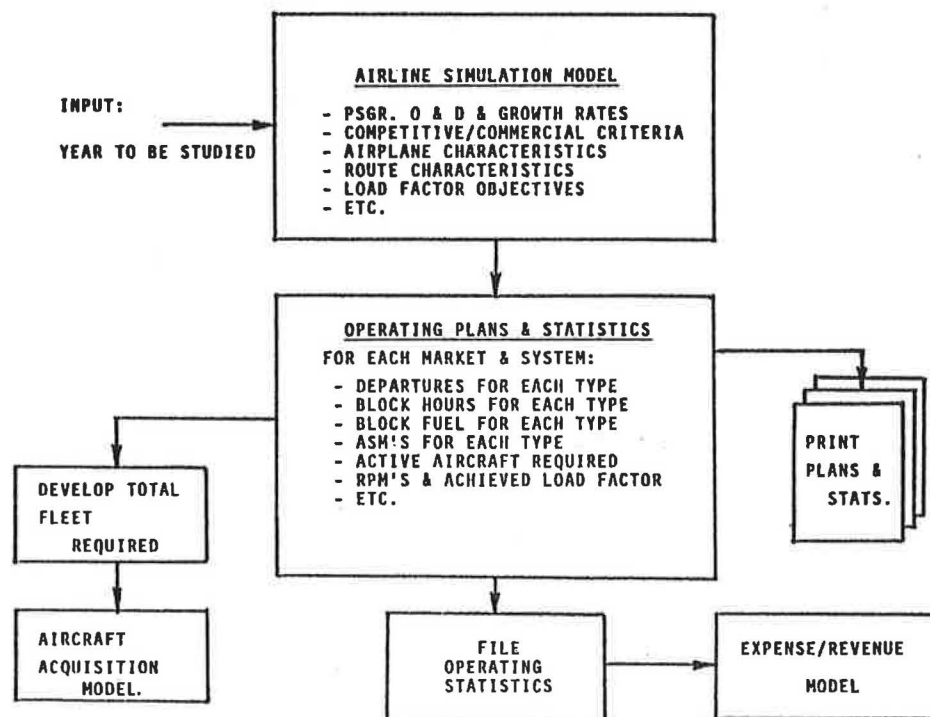 AIRLINE SIMULATION MODEL
INPUT:
YEAR TO BE STUDIED
- PSGR. O & D & GROWTH RATES
- COMPETITIVE/COMMERCIAL CRITERIA
- AIRPLANE CHARACTERISTICS
- ROUTE CHARACTERISTICS
- LOAD FACTOR OBJECTIVES
- ETC.
OPERATING PLANS & STATISTICS
FOR EACH MARKET & SYSTEM:
- DEPARTURES FOR EACH TYPE
- BLOCK HOURS FOR EACH TYPE
- BLOCK FUEL FOR EACH TYPE
- ASM'S FOR EACH TYPE
- ACTIVE AIRCRAFT REQUIRED
- RPM'S & ACHIEVED LOAD FACTOR
- ETC.
PRINT
PLANS &
STATS.
DEVELOP TOTAL
FLEET
REQUIRED
AIRCRAFT
ACQUISITION
MODEL.
FILE
OPERATING
STATISTICS
EXPENSE/REVENUE
MODEL